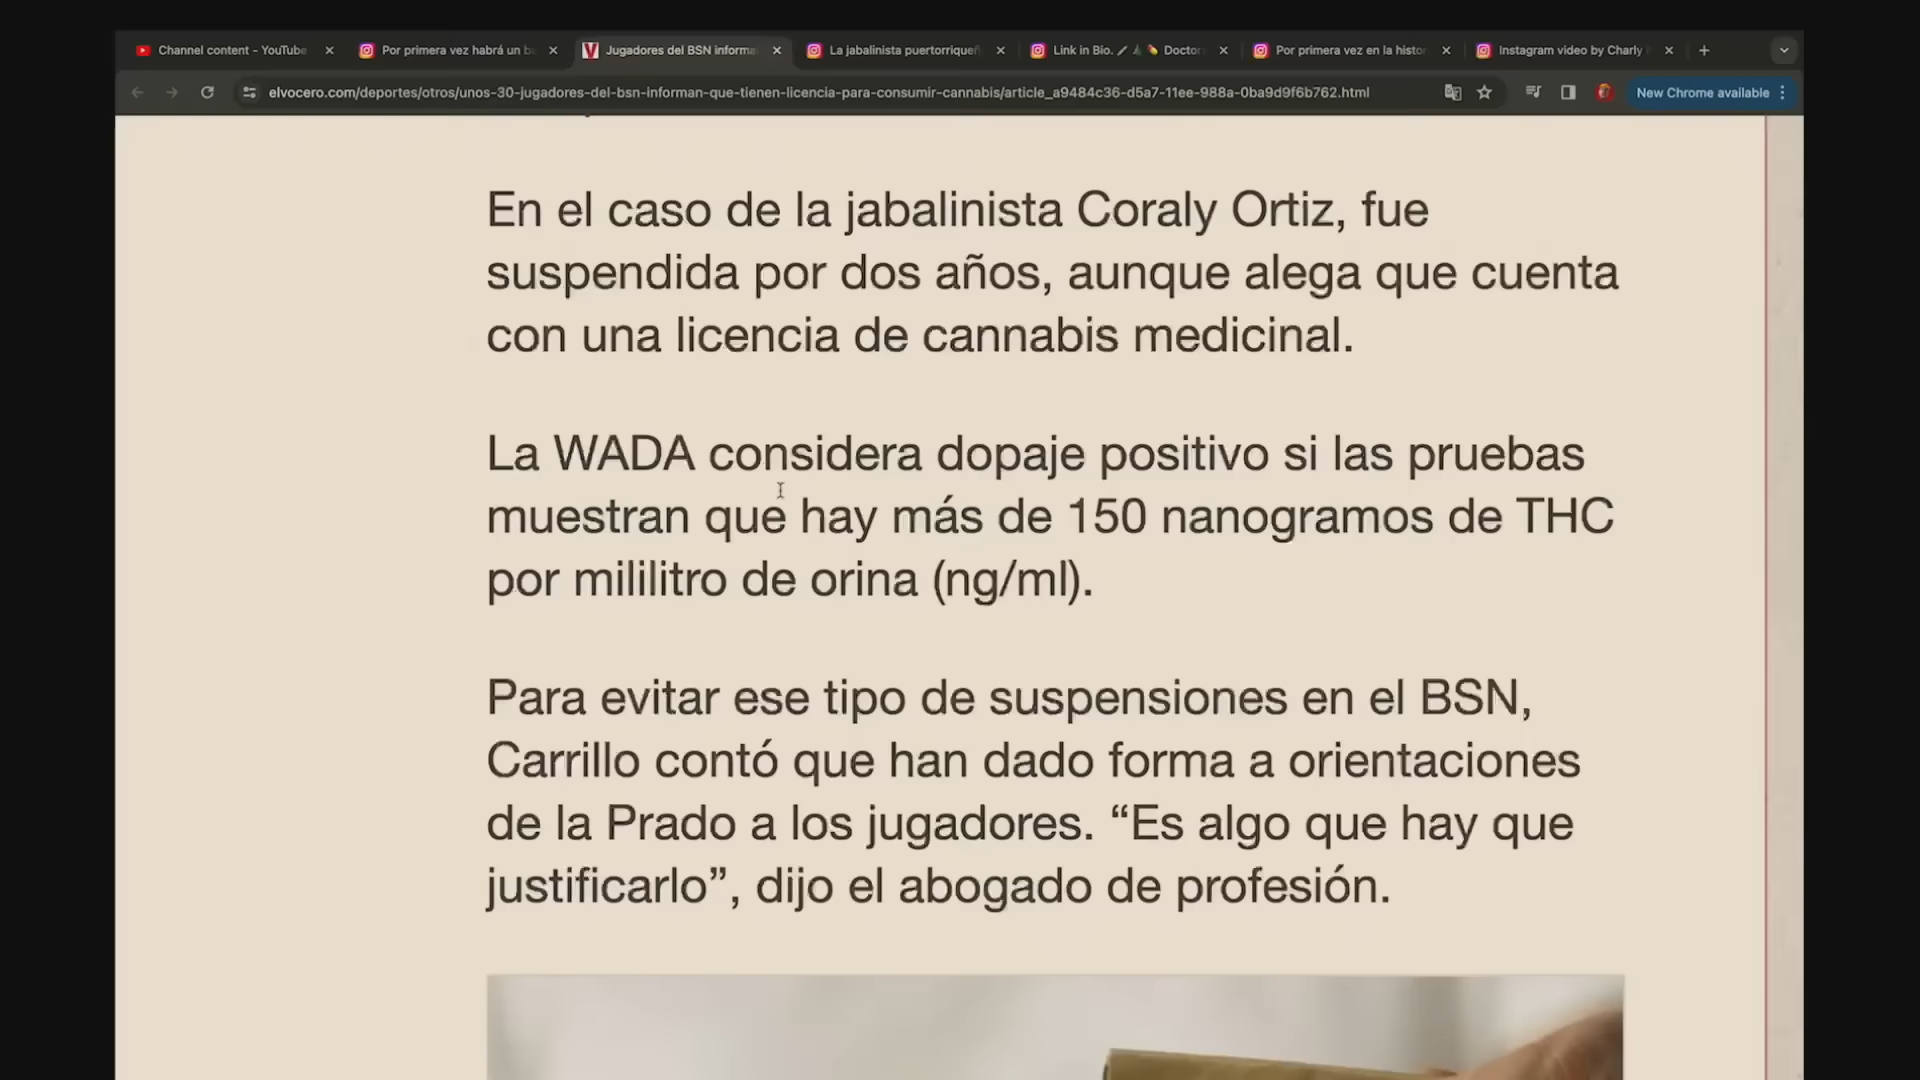 Channel content - YouTube
Por primera vez habrá un b
Jugadores del BSN informa
La jabalinista puertorriqueñ
Link in Bio. Doctor
Por primera vez en la histor
Instagram video by Charly
elvocero.com/deportes/otros/unos-30-jugadores-del-bsn-informan-que-tienen-licencia-para-consumir-cannabis/article_a9484c36-d5a7-11ee-988a-0ba9d9f6b762.html
New Chrome available
En el caso de la jabalinista Coraly Ortiz, fue
suspendida por dos años, aunque alega que cuenta
con una licencia de cannabis medicinal.
La WADA considera dopaje positivo si las pruebas
muestran que hay más de 150 nanogramos de THC
por mililitro de orina (ng/ml).
Para evitar ese tipo de suspensiones en el BSN,
Carrillo contó que han dado forma a orientaciones
de la Prado a los jugadores. “Es algo que hay que
justificarlo”, dijo el abogado de profesión.